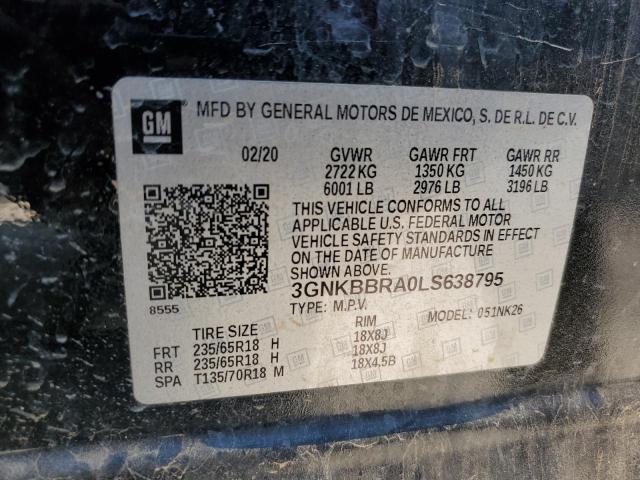 GM MFD BY GENERAL MOTORS DE MEXICO, S. DE R.L. DE C.V.
02/20 GVWR GAWR FRT GAWR RR
2722 KG 1350 KG 1450 KG
6001 LB 2976 LB 3196 LB
THIS VEHICLE CONFORMS TO ALL
APPLICABLE U.S. FEDERAL MOTOR
VEHICLE SAFETY STANDARDS IN EFFECT
ON THE DATE OF MANUFACTURE
SHOWN ABOVE.
3GNKBBRA0LS638795
8555 TYPE: M.P.V. MODEL: 051NK26
TIRE SIZE RIM
FRT 235/65R18 H 18X8J
RR 235/65R18 H 18X8J
SPA T135/70R18 M 18X4,5B